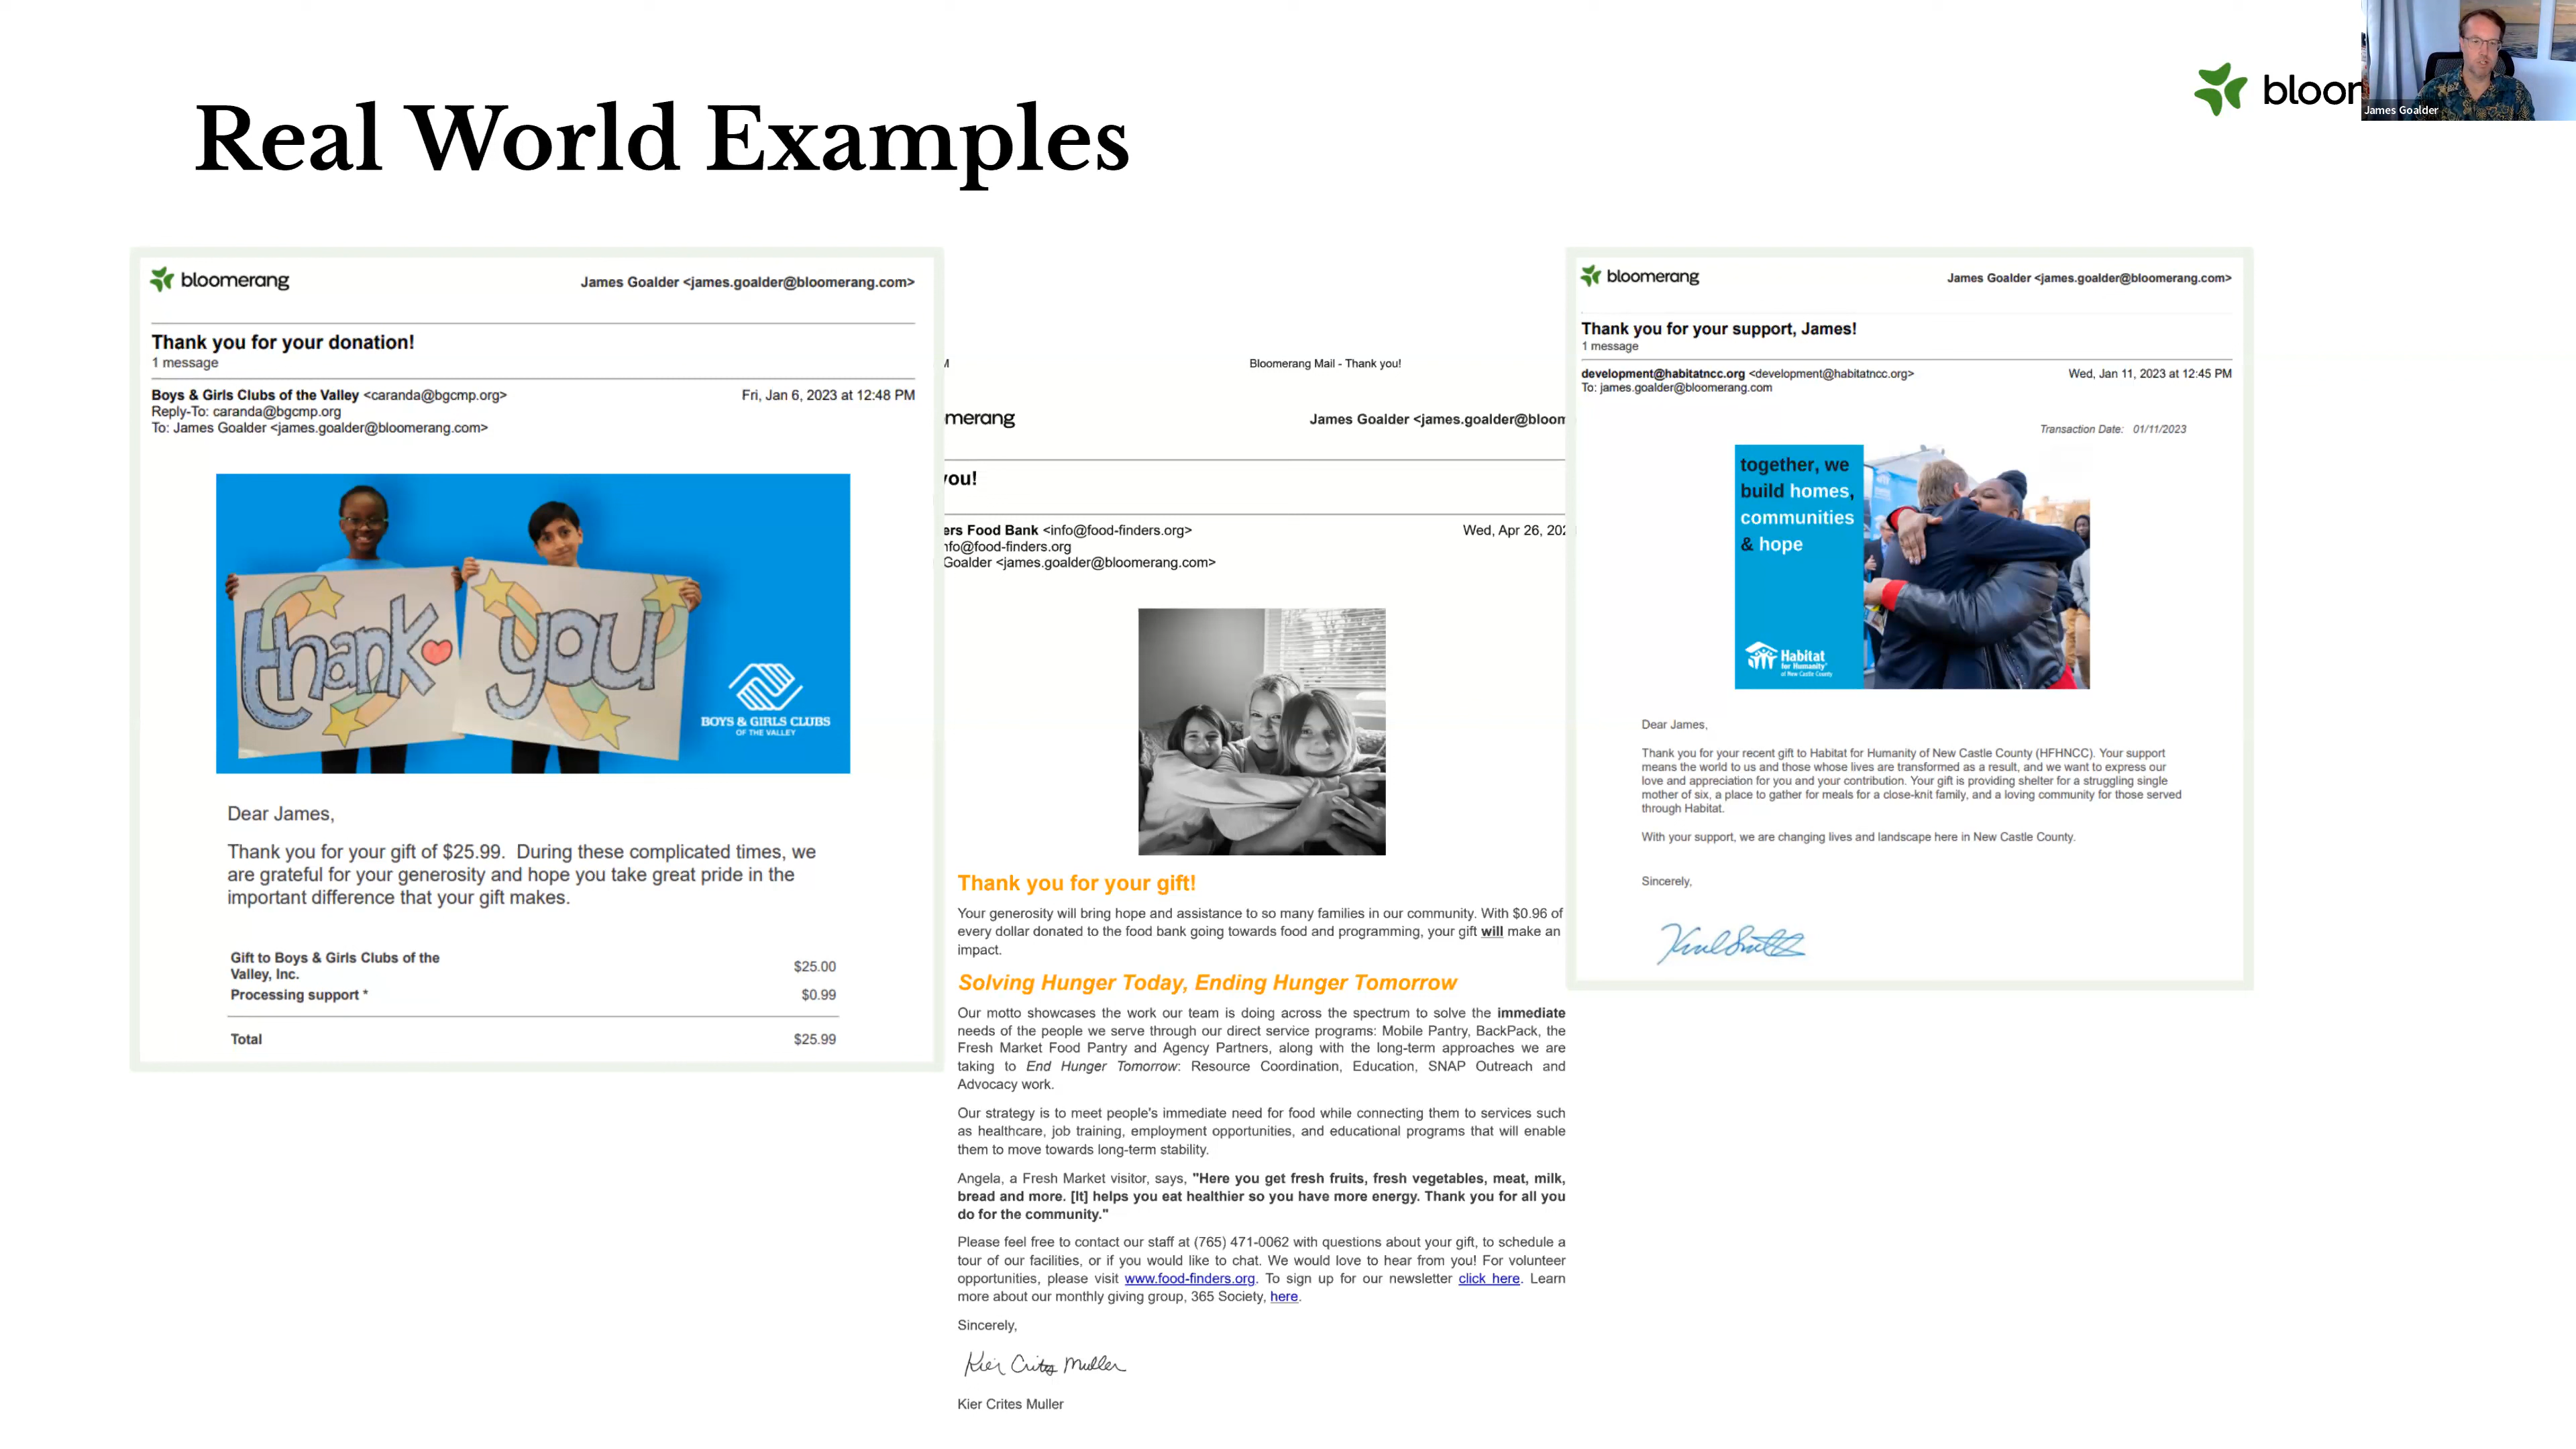 Real World Examples
bloor
James Goalder
bloomerang
James Goalder <james.goalder@bloomerang.com>
Thank you for your donation!
1 message
Boys & Girls Clubs of the Valley <caranda@bgcmp.org>
Fri, Jan 6, 2023 at 12:48 PM
Reply-To: caranda@bgcmp.org
To: James Goalder <james.goalder@bloomerang.com>
thank you
BOYS & GIRLS CLUBS
OF THE VALLEY
Dear James,
Thank you for your gift of $25.99. During these complicated times, we
are grateful for your generosity and hope you take great pride in the
important difference that your gift makes.
Gift to Boys & Girls Clubs of the
Valley, Inc.
$25.00
Processing support *
$0.99
Total
$25.99
Bloomerang Mail - Thank you!
merang
James Goalder <james.goalder@bloom
you!
ers Food Bank <info@food-finders.org>
Wed, Apr 26, 202
nfo@food-finders.org
Goalder <james.goalder@bloomerang.com>
Thank you for your gift!
Your generosity will bring hope and assistance to so many families in our community. With $0.96 of
every dollar donated to the food bank going towards food and programming, your gift will make an
impact.
Solving Hunger Today, Ending Hunger Tomorrow
Our motto showcases the work our team is doing across the spectrum to solve the immediate
needs of the people we serve through our direct service programs: Mobile Pantry, BackPack, the
Fresh Market Food Pantry and Agency Partners, along with the long-term approaches we are
taking to End Hunger Tomorrow: Resource Coordination, Education, SNAP Outreach and
Advocacy work.
Our strategy is to meet people's immediate need for food while connecting them to services such
as healthcare, job training, employment opportunities, and educational programs that will enable
them to move towards long-term stability.
Angela, a Fresh Market visitor, says, "Here you get fresh fruits, fresh vegetables, meat, milk,
bread and more. [It] helps you eat healthier so you have more energy. Thank you for all you
do for the community."
Please feel free to contact our staff at (765) 471-0062 with questions about your gift, to schedule a
tour of our facilities, or if you would like to chat. We would love to hear from you! For volunteer
opportunities, please visit www.food-finders.org. To sign up for our newsletter click here. Learn
more about our monthly giving group, 365 Society, here.
Sincerely,
Kier Crites Muller
Kier Crites Muller
bloomerang
James Goalder <james.goalder@bloomerang.com>
Thank you for your support, James!
1 message
development@habitatncc.org <development@habitatncc.org>
Wed, Jan 11, 2023 at 12:45 PM
To: james.goalder@bloomerang.com
Transaction Date: 01/11/2023
together, we
build homes,
communities
& hope
Habitat
for Humanity®
of New Castle County
Dear James,
Thank you for your recent gift to Habitat for Humanity of New Castle County (HFHNCC). Your support
means the world to us and those whose lives are transformed as a result, and we want to express our
love and appreciation for you and your contribution. Your gift is providing shelter for a struggling single
mother of six, a place to gather for meals for a close-knit family, and a loving community for those served
through Habitat.
With your support, we are changing lives and landscape here in New Castle County.
Sincerely,